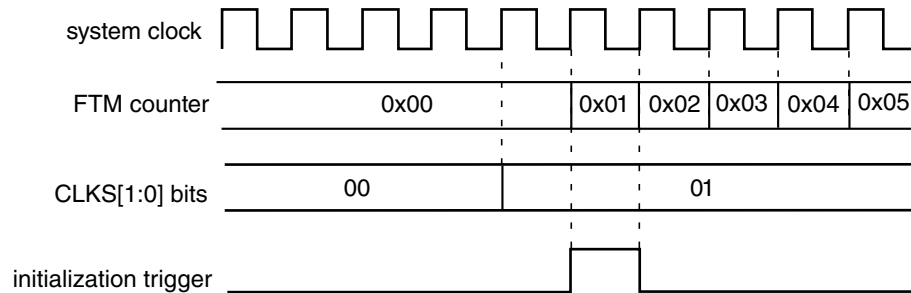 system clock
FTM counter 0x00 0x01 0x02 0x03 0x04 0x05
CLKS[1:0] bits 00 01
initialization trigger